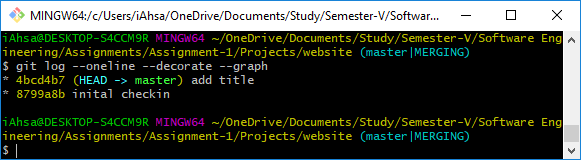 MINGW64:/c/Users/iAhsa/OneDrive/Documents/Study/Semester-V/Software...
iAhsa@DESKTOP-S4CCM9R MINGW64 ~/OneDrive/Documents/Study/Semester-V/Software Eng
ineering/Assignments/Assignment-1/Projects/website (master|MERGING)
$ git log --oneline --decorate --graph
* 4bcd4b7 (HEAD -> master) add title
* 8799a8b inital checkin
iAhsa@DESKTOP-S4CCM9R MINGW64 ~/OneDrive/Documents/Study/Semester-V/Software Eng
ineering/Assignments/Assignment-1/Projects/website (master|MERGING)
$